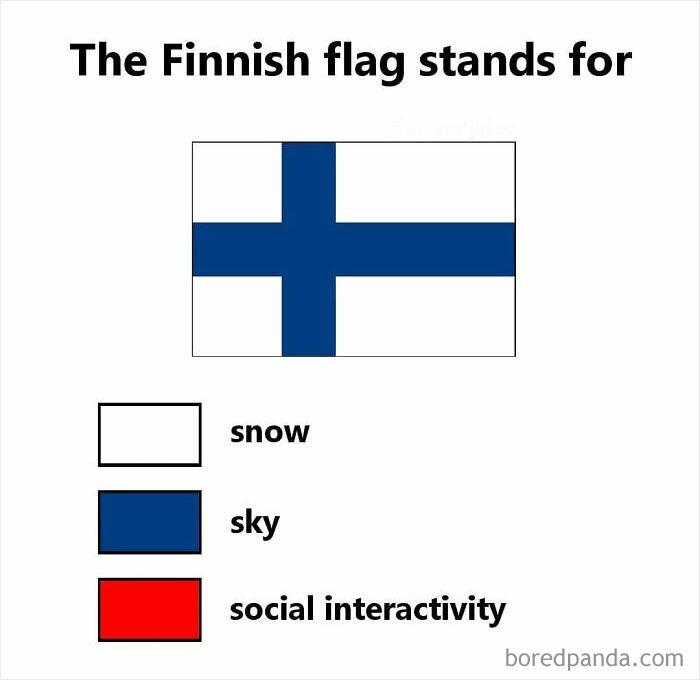 The Finnish flag stands for
snow
sky
social interactivity
boredpanda.com